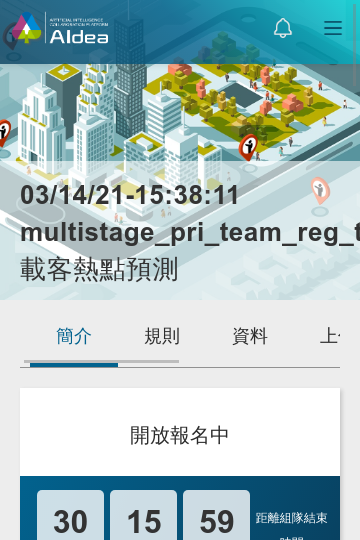 ARTIFICIAL INTELLIGENCE
COLLABORATION PLATFORM
AIdea
03/14/21-15:38:11
multistage_pri_team_reg_t
載客熱點預測
簡介 規則 資料 上
開放報名中
30 15 59 距離組隊結束
時間